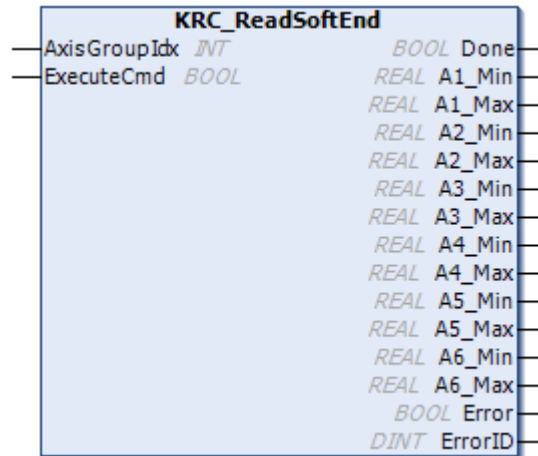 KRC_ReadSoftEnd
AxisGroupIdx INT BOOL Done
ExecuteCmd BOOL REAL A1_Min
REAL A1_Max
REAL A2_Min
REAL A2_Max
REAL A3_Min
REAL A3_Max
REAL A4_Min
REAL A4_Max
REAL A5_Min
REAL A5_Max
REAL A6_Min
REAL A6_Max
BOOL Error
DINT ErrorID